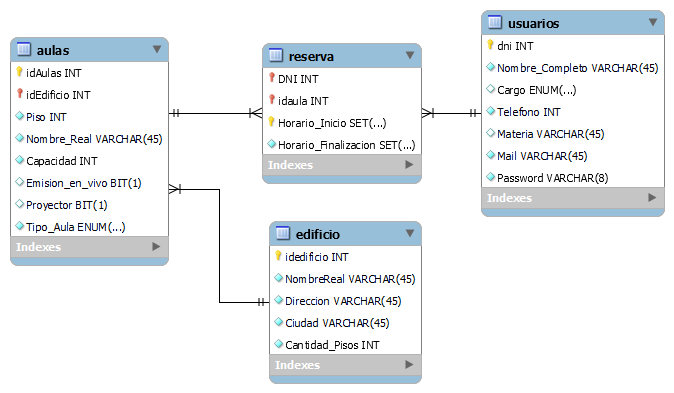 aulas
idAulas INT
idEdificio INT
Piso INT
Nombre_Real VARCHAR(45)
Capacidad INT
Emision_en_vivo BIT(1)
Proyector BIT(1)
Tipo_Aula ENUM(...)
Indexes
reserva
DNI INT
idaula INT
Horario_Inicio SET(...)
Horario_Finalizacion SET(...)
Indexes
usuarios
dni INT
Nombre_Completo VARCHAR(45)
Cargo ENUM(...)
Telefono INT
Materia VARCHAR(45)
Mail VARCHAR(45)
Password VARCHAR(8)
Indexes
edificio
idedificio INT
NombreReal VARCHAR(45)
Direccion VARCHAR(45)
Ciudad VARCHAR(45)
Cantidad_Pisos INT
Indexes